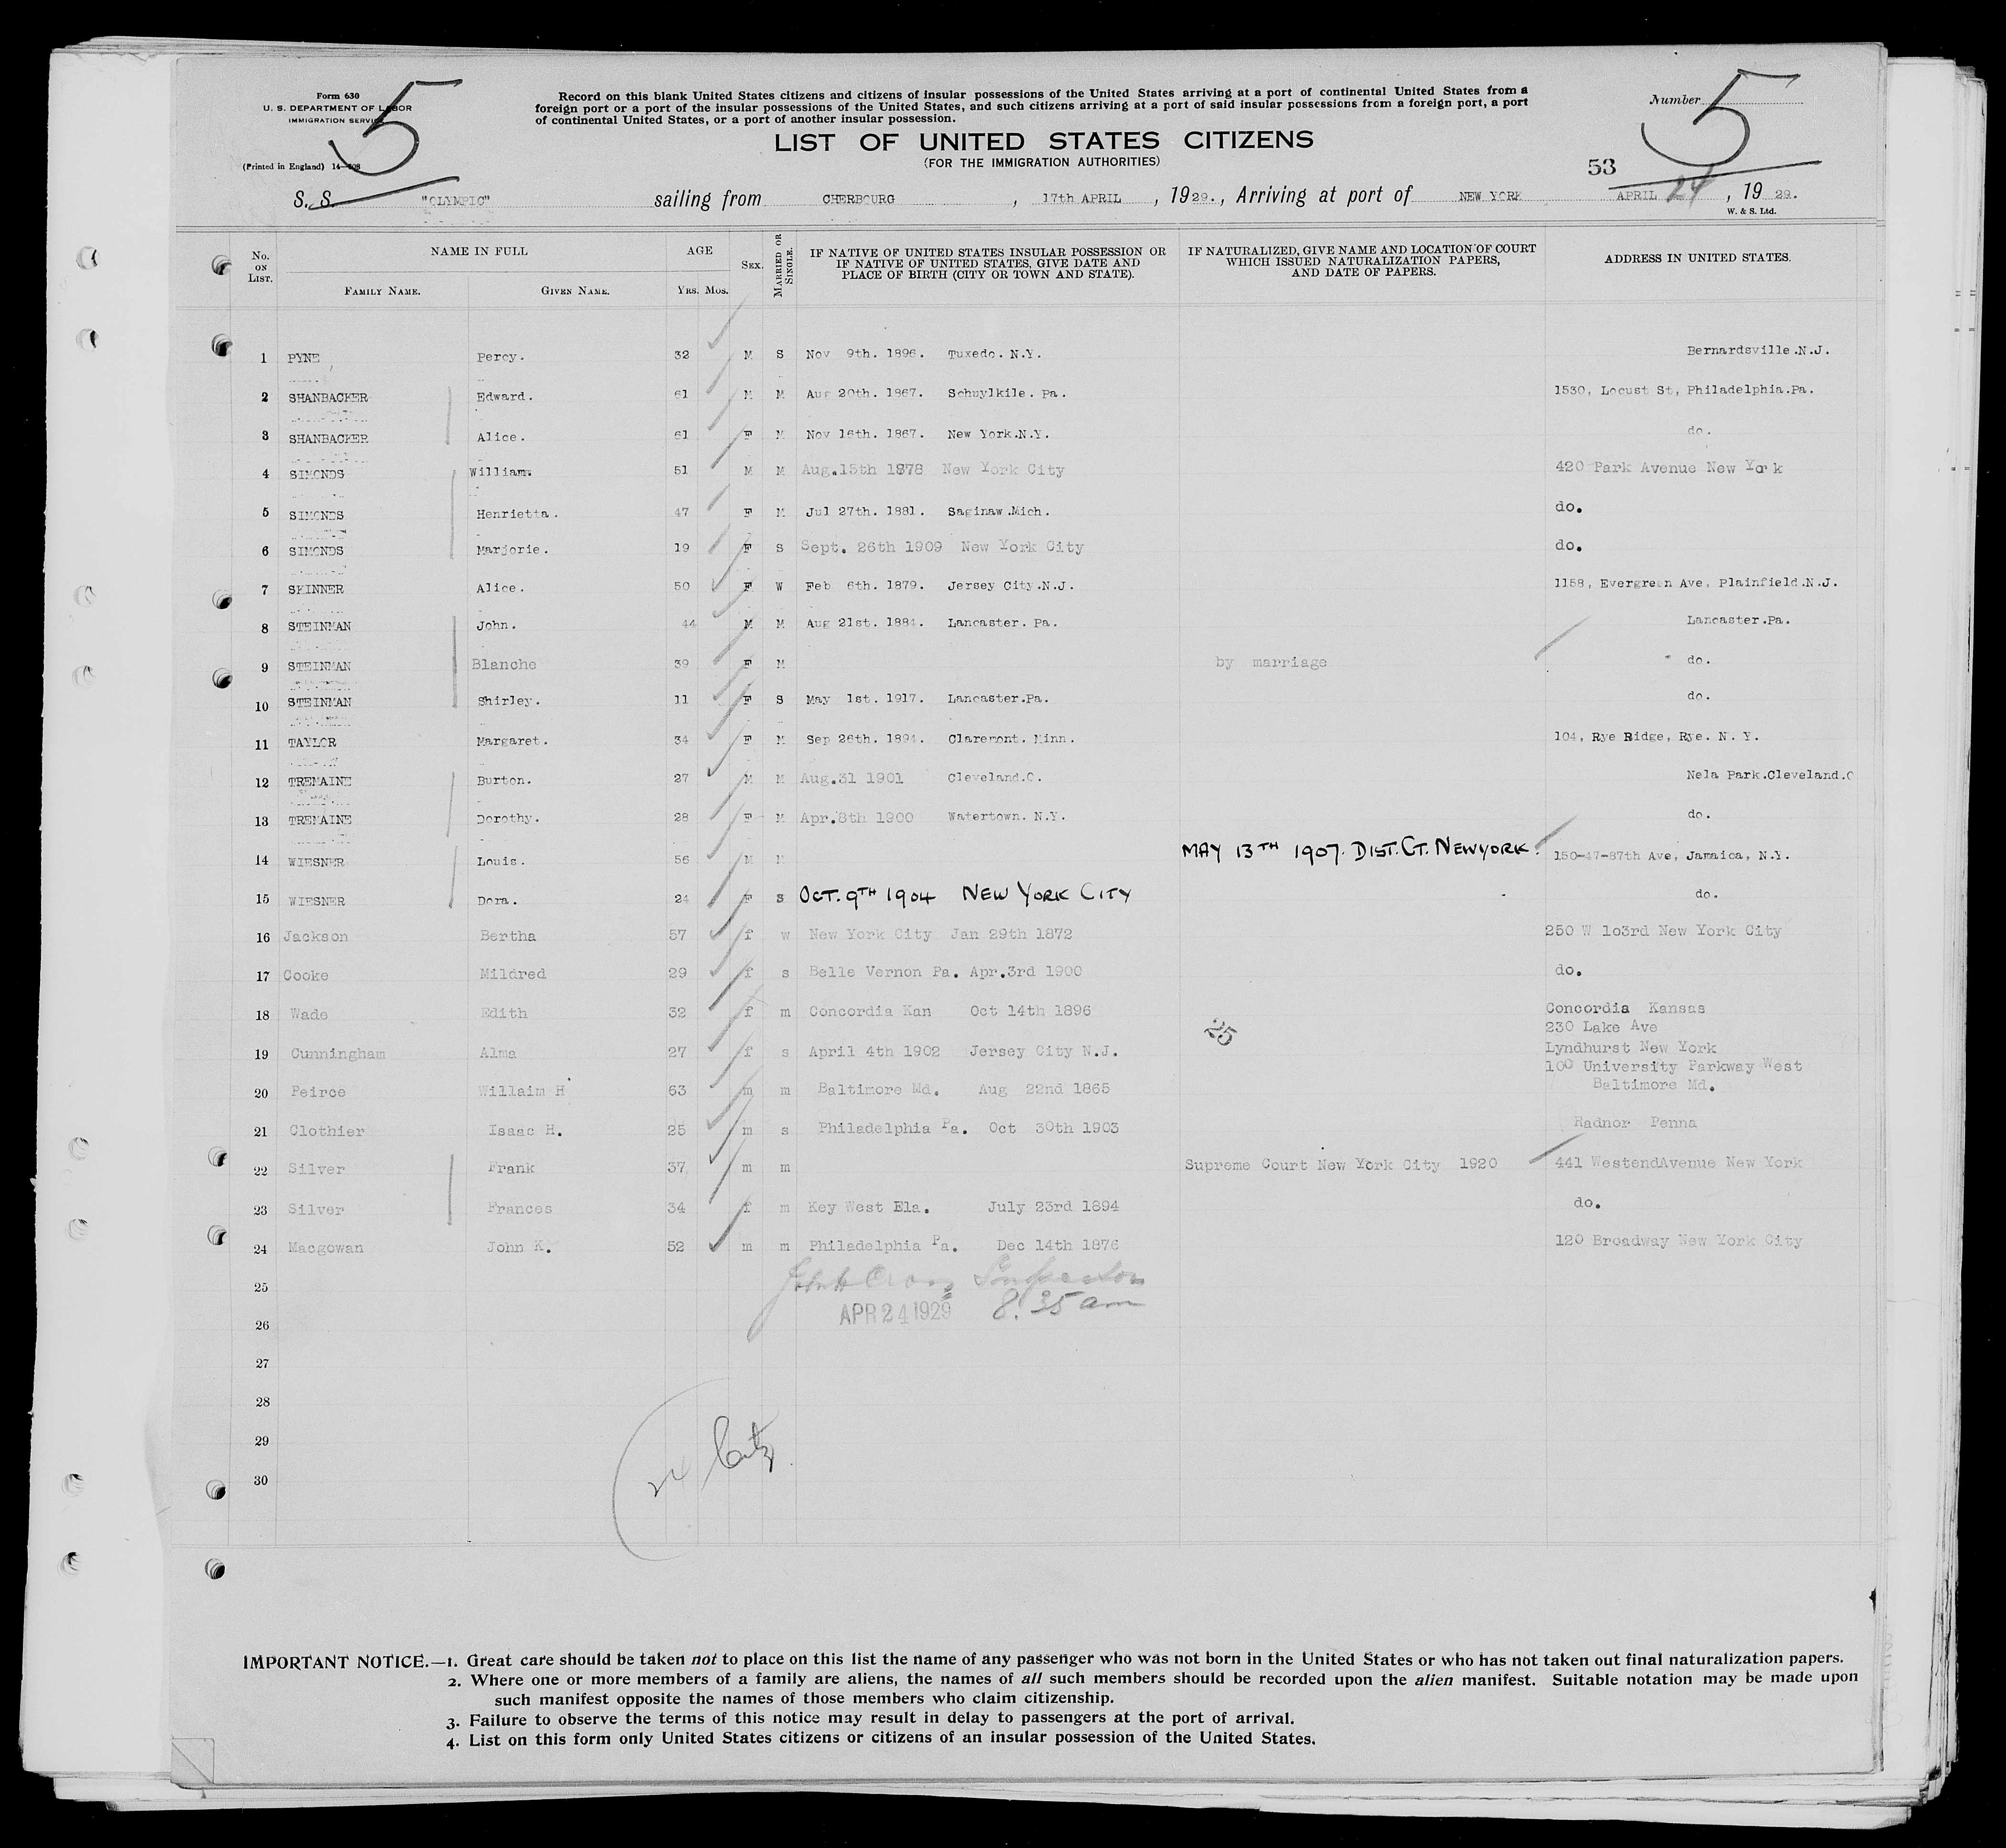 Form 630
U. S. DEPARTMENT OF LABOR
IMMIGRATION SERVICE
(Printed in England) 14—
5
Record on this blank United States citizens and citizens of insular possessions of the United States arriving at a port of continental United States from a
foreign port or a port of the insular possessions of the United States, and such citizens arriving at a port of said insular possessions from a foreign port, a port
of continental United States, or a port of another insular possession.
LIST OF UNITED STATES CITIZENS
(FOR THE IMMIGRATION AUTHORITIES)
Number 5
53
S. S. "OLYMPIC" sailing from CHERBOURG, 17th APRIL, 1929., Arriving at port of NEW YORK APRIL 24, 1929.
W. & S. Ltd.
No. ON LIST. NAME IN FULL FAMILY NAME. GIVEN NAME. AGE YRS. MOS. SEX. MARRIED OR SINGLE. IF NATIVE OF UNITED STATES INSULAR POSSESSION OR IF NATIVE OF UNITED STATES, GIVE DATE AND PLACE OF BIRTH (CITY OR TOWN AND STATE). IF NATURALIZED, GIVE NAME AND LOCATION OF COURT WHICH ISSUED NATURALIZATION PAPERS, AND DATE OF PAPERS. ADDRESS IN UNITED STATES.
1 PYNE Percy. 32 M S Nov 9th. 1896. Tuxedo. N.Y. Bernardsville.N.J.
2 SHANBACKER Edward. 61 M M Aug 20th. 1867. Schuylkile. Pa. 1530, Locust St, Philadelphia.Pa.
3 SHANBACKER Alice. 61 F M Nov 16th. 1867. New York.N.Y. do.
4 SIMONDS William. 51 M M Aug.15th 1878 New York City 420 Park Avenue New York
5 SIMONDS Henrietta. 47 F M Jul 27th. 1881. Saginaw.Mich. do.
6 SIMONDS Marjorie. 19 F S Sept. 26th 1909 New York City do.
7 SKINNER Alice. 50 F W Feb 6th. 1879. Jersey City.N.J. 1158, Evergreen Ave, Plainfield.N.J.
8 STEINMAN John. 44 M M Aug 21st. 1884. Lancaster. Pa. Lancaster.Pa.
9 STEINMAN Blanche 39 F M by marriage do.
10 STEINMAN Shirley. 11 F S May 1st. 1917. Lancaster.Pa. do.
11 TAYLOR Margaret. 34 F M Sep 26th. 1894. Claremont. Minn. 104, Rye Ridge, Rye. N. Y.
12 TREMAINE Burton. 27 M M Aug.31 1901 Cleveland.O. Nela Park.Cleveland.O
13 TREMAINE Dorothy. 28 F M Apr.8th 1900 Watertown. N.Y. do.
14 WIESNER Louis. 56 M M MAY 13TH 1907. DIST. CT. NEWYORK. 150-47-87th Ave, Jamaica, N.Y.
15 WIESNER Dora. 24 F S OCT. 9TH 1904 NEW YORK CITY do.
16 Jackson Bertha 57 f w New York City Jan 29th 1872 250 W 1o3rd New York City
17 Cooke Mildred 29 f s Belle Vernon Pa. Apr.3rd 1900 do.
18 Wade Edith 32 f m Concordia Kan Oct 14th 1896 Concordia Kansas
25
19 Cunningham Alma 27 f s April 4th 1902 Jersey City N.J. 230 Lake Ave
Lyndhurst New York
20 Peirce Willaim H 63 m m Baltimore Md. Aug 22nd 1865 100 University Parkway West
Baltimore Md.
21 Clothier Isaac H. 25 m s Philadelphia Pa. Oct 30th 1903 Radnor Penna
22 Silver Frank 37 m m Supreme Court New York City 1920 441 WestendAvenue New York
23 Silver Frances 34 f m Key West Ela. July 23rd 1894 do.
24 Macgowan John K. 52 m m Philadelphia Pa. Dec 14th 1876 120 Broadway New York City
25
APR 24 1929 8:35 am
26
27
28
29
30
IMPORTANT NOTICE.—1. Great care should be taken not to place on this list the name of any passenger who was not born in the United States or who has not taken out final naturalization papers.
2. Where one or more members of a family are aliens, the names of all such members should be recorded upon the alien manifest. Suitable notation may be made upon
such manifest opposite the names of those members who claim citizenship.
3. Failure to observe the terms of this notice may result in delay to passengers at the port of arrival.
4. List on this form only United States citizens or citizens of an insular possession of the United States.